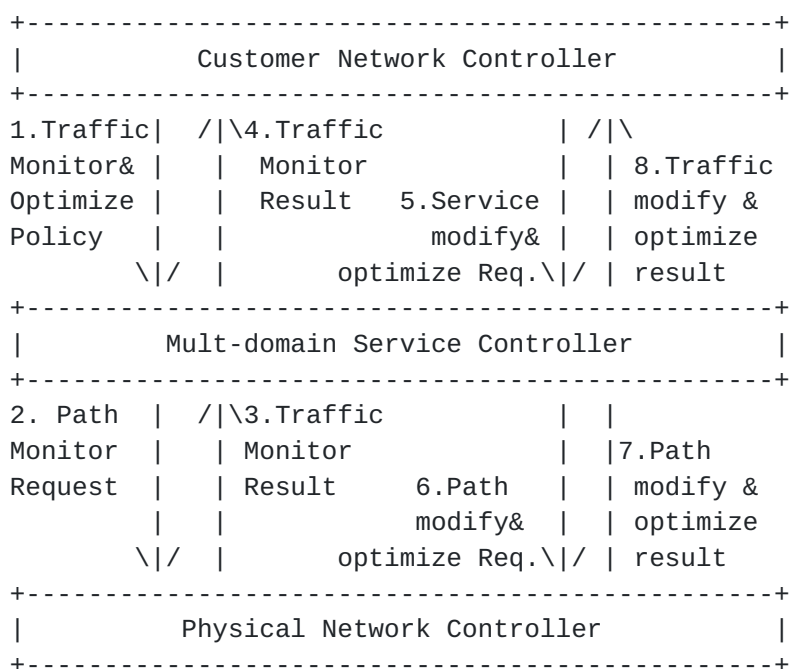 +--------------------------------------------------+
|            Customer Network Controller           |
+--------------------------------------------------+
1.Traffic|  /|\4.Traffic            | /|\
Monitor& |   |  Monitor             |  | 8.Traffic
Optimize |   |  Result   5.Service  |  | modify &
Policy   |   |             modify&  |  | optimize
        \|/  |       optimize Req.\|/ | result
+--------------------------------------------------+
|          Mult-domain Service Controller          |
+--------------------------------------------------+
2. Path  |  /|\3.Traffic            |  |
Monitor  |   | Monitor              |  |7.Path
Request  |   | Result     6.Path    |  | modify &
         |   |            modify&   |  | optimize
        \|/  |       optimize Req.\|/ | result
+--------------------------------------------------+
|           Physical Network Controller            |
+--------------------------------------------------+